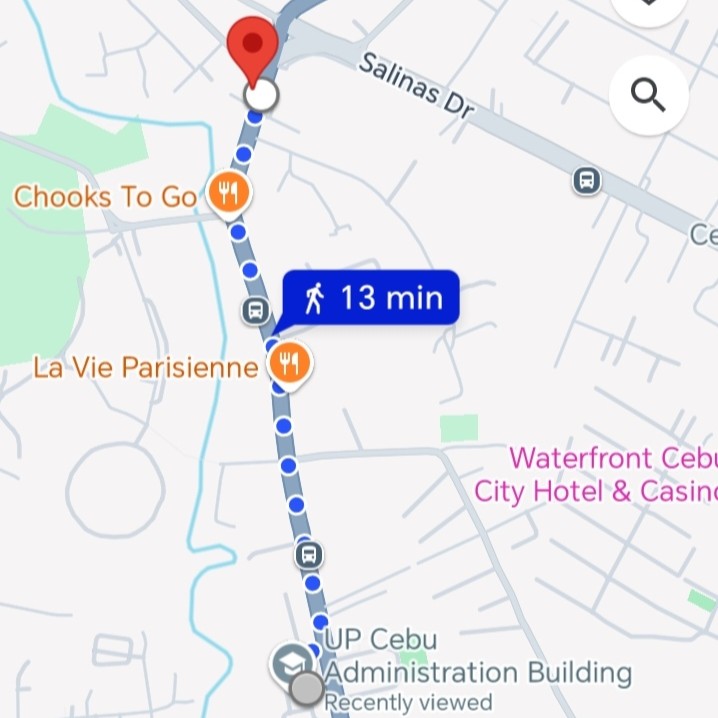 Salinas Dr
Chooks To Go
Ce
13 min
La Vie Parisienne
Waterfront Cebu
City Hotel & Casino
UP Cebu
Administration Building
Recently viewed